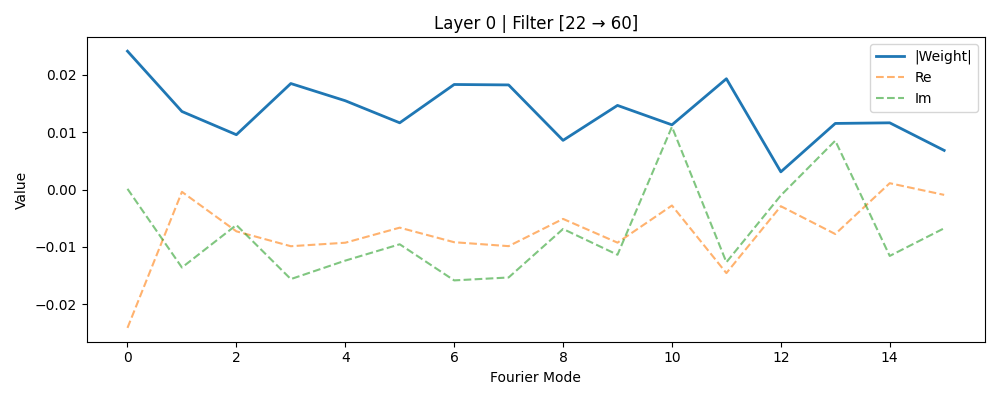 Layer 0 | Filter [22 → 60]
|Weight|
Re
Im
Value
0.02
0.01
0.00
−0.01
−0.02
0 2 4 6 8 10 12 14
Fourier Mode